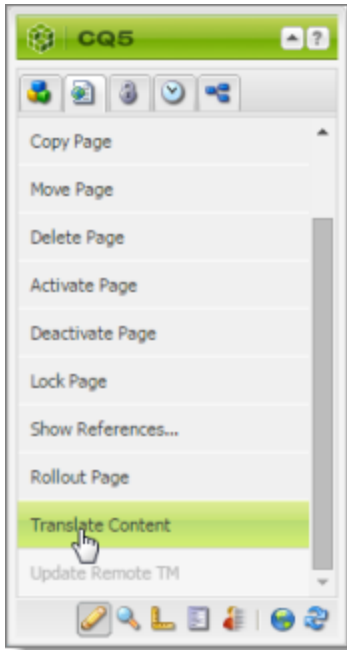 CQ5
?
Copy Page
Move Page
Delete Page
Activate Page
Deactivate Page
Lock Page
Show References...
Rollout Page
Translate Content
Update Remote TM